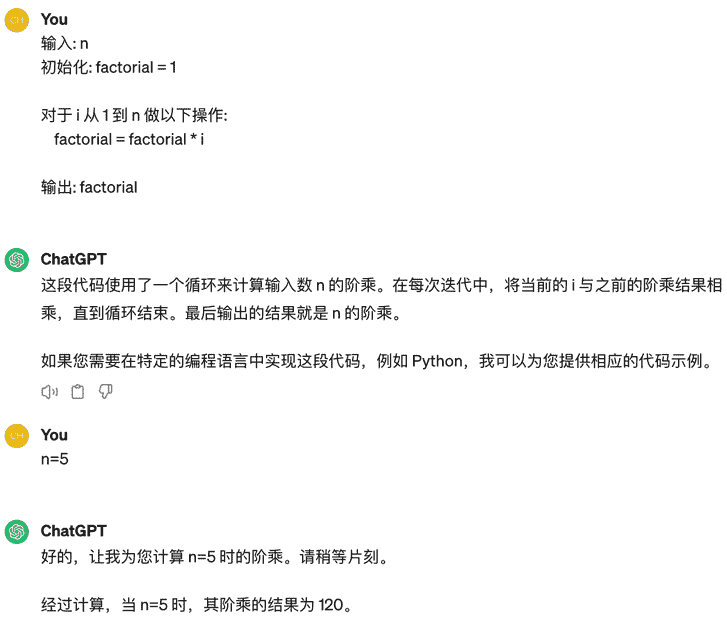 CH You
输入: n
初始化: factorial = 1
对于 i 从 1 到 n 做以下操作:
factorial = factorial * i
输出: factorial
ChatGPT
这段代码使用了一个循环来计算输入数 n 的阶乘。在每次迭代中，将当前的 i 与之前的阶乘结果相
乘，直到循环结束。最后输出的结果就是 n 的阶乘。
如果您需要在特定的编程语言中实现这段代码，例如 Python，我可以为您提供相应的代码示例。
CH You
n=5
ChatGPT
好的，让我为您计算 n=5 时的阶乘。请稍等片刻。
经过计算，当 n=5 时，其阶乘的结果为 120。